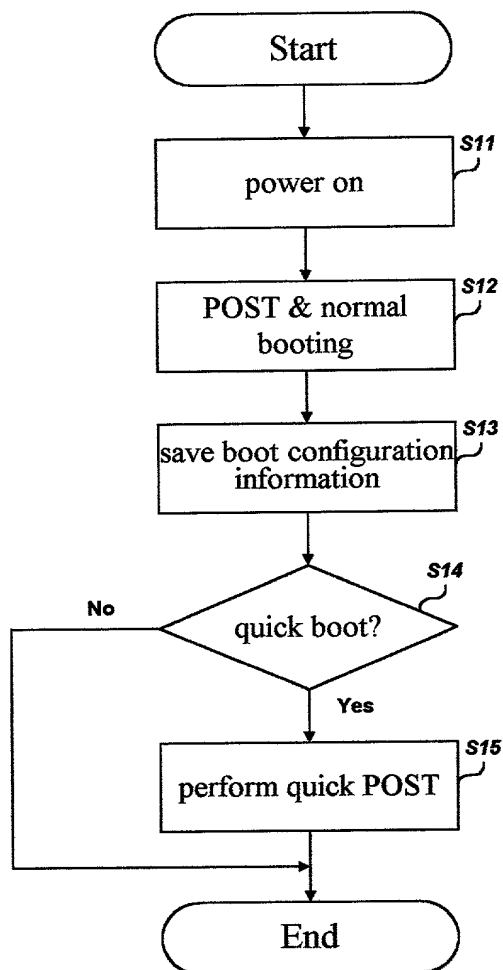 Start
S11
power on
S12
POST & normal
booting
S13
save boot configuration
information
S14
No
quick boot?
Yes
S15
perform quick POST
End